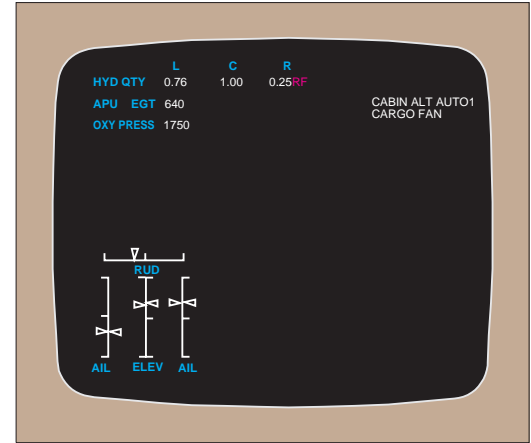 L C R
HYD QTY 0.76 1.00 0.25RF
APU EGT 640
OXY PRESS 1750
CABIN ALT AUTO1
CARGO FAN
RUD
AIL ELEV AIL